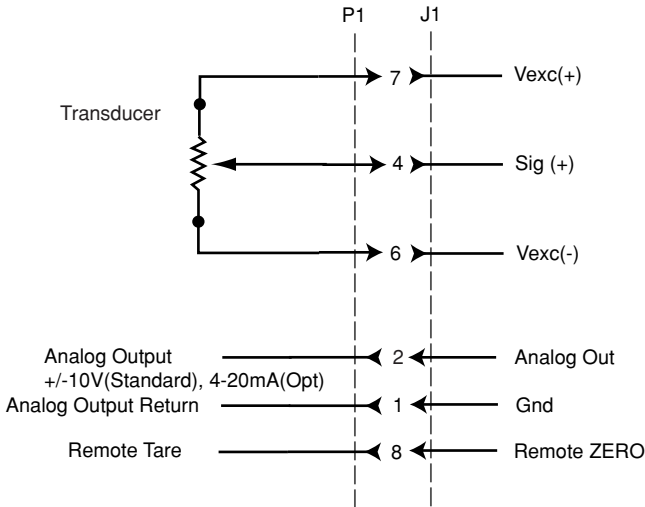 P1 J1
7 Vexc(+)
Transducer
4 Sig (+)
6 Vexc(-)
Analog Output 2 Analog Out
+/-10V(Standard), 4-20mA(Opt)
Analog Output Return 1 Gnd
Remote Tare 8 Remote ZERO